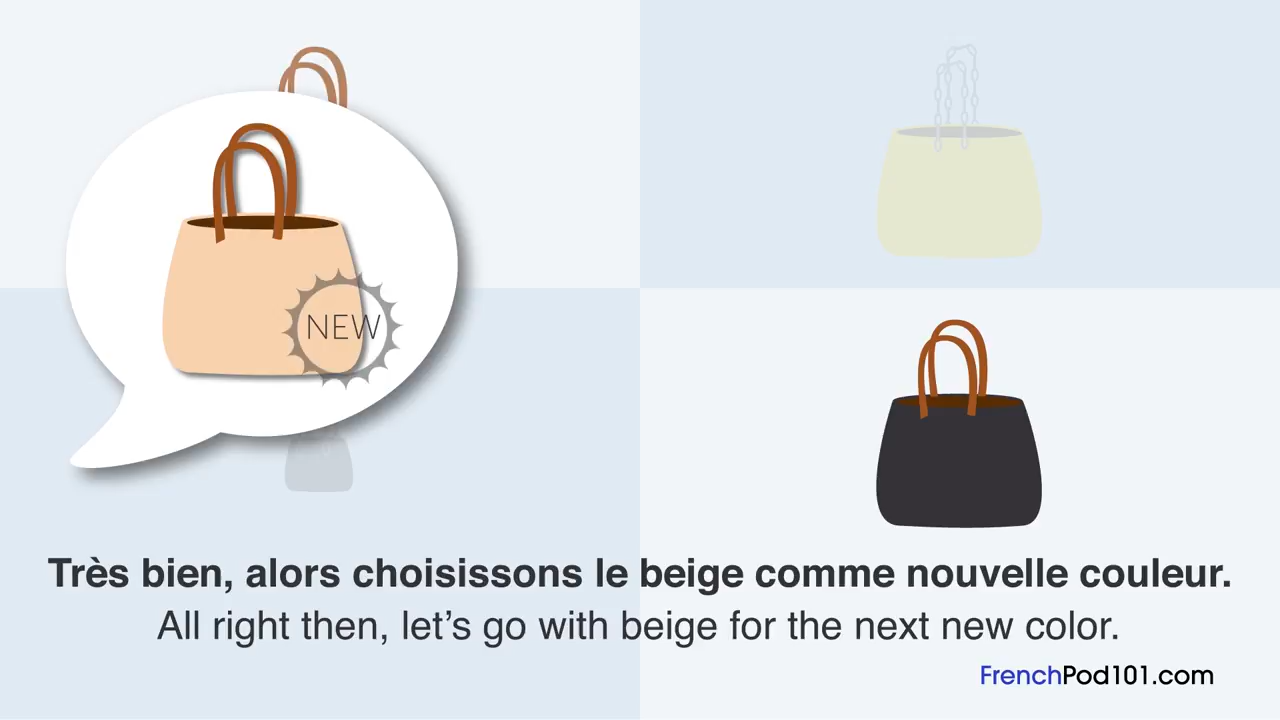 NEW
Très bien, alors choisissons le beige comme nouvelle couleur.
All right then, let’s go with beige for the next new color.
FrenchPod101.com